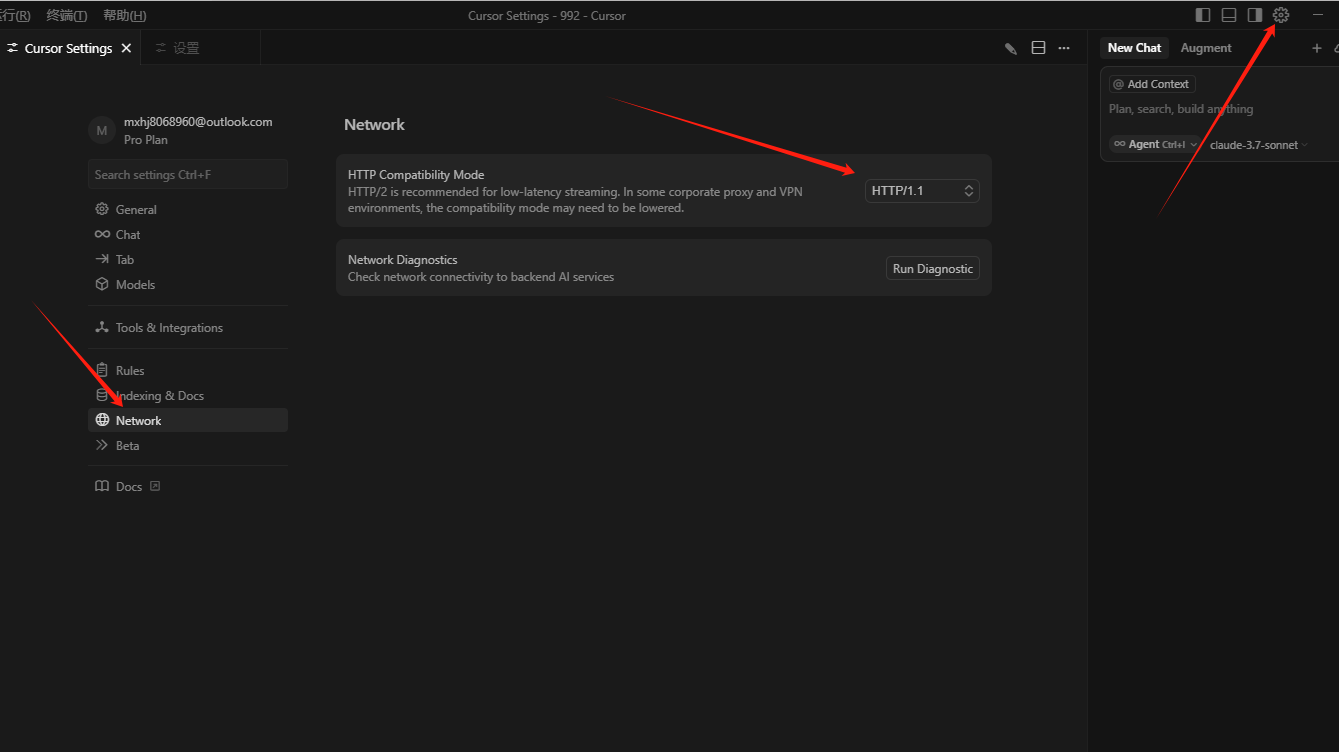 行(R) 终端(T) 帮助(H)
Cursor Settings - 992 - Cursor
Cursor Settings
设置
New Chat Augment
M
mxhj8068960@outlook.com
Pro Plan
Search settings Ctrl+F
General
Chat
Tab
Models
Tools & Integrations
Rules
Indexing & Docs
Network
Beta
Docs
Network
HTTP Compatibility Mode
HTTP/2 is recommended for low-latency streaming. In some corporate proxy and VPN
environments, the compatibility mode may need to be lowered.
HTTP/1.1
Network Diagnostics
Check network connectivity to backend AI services
Run Diagnostic
@ Add Context
Plan, search, build anything
Agent Ctrl+I
claude-3.7-sonnet